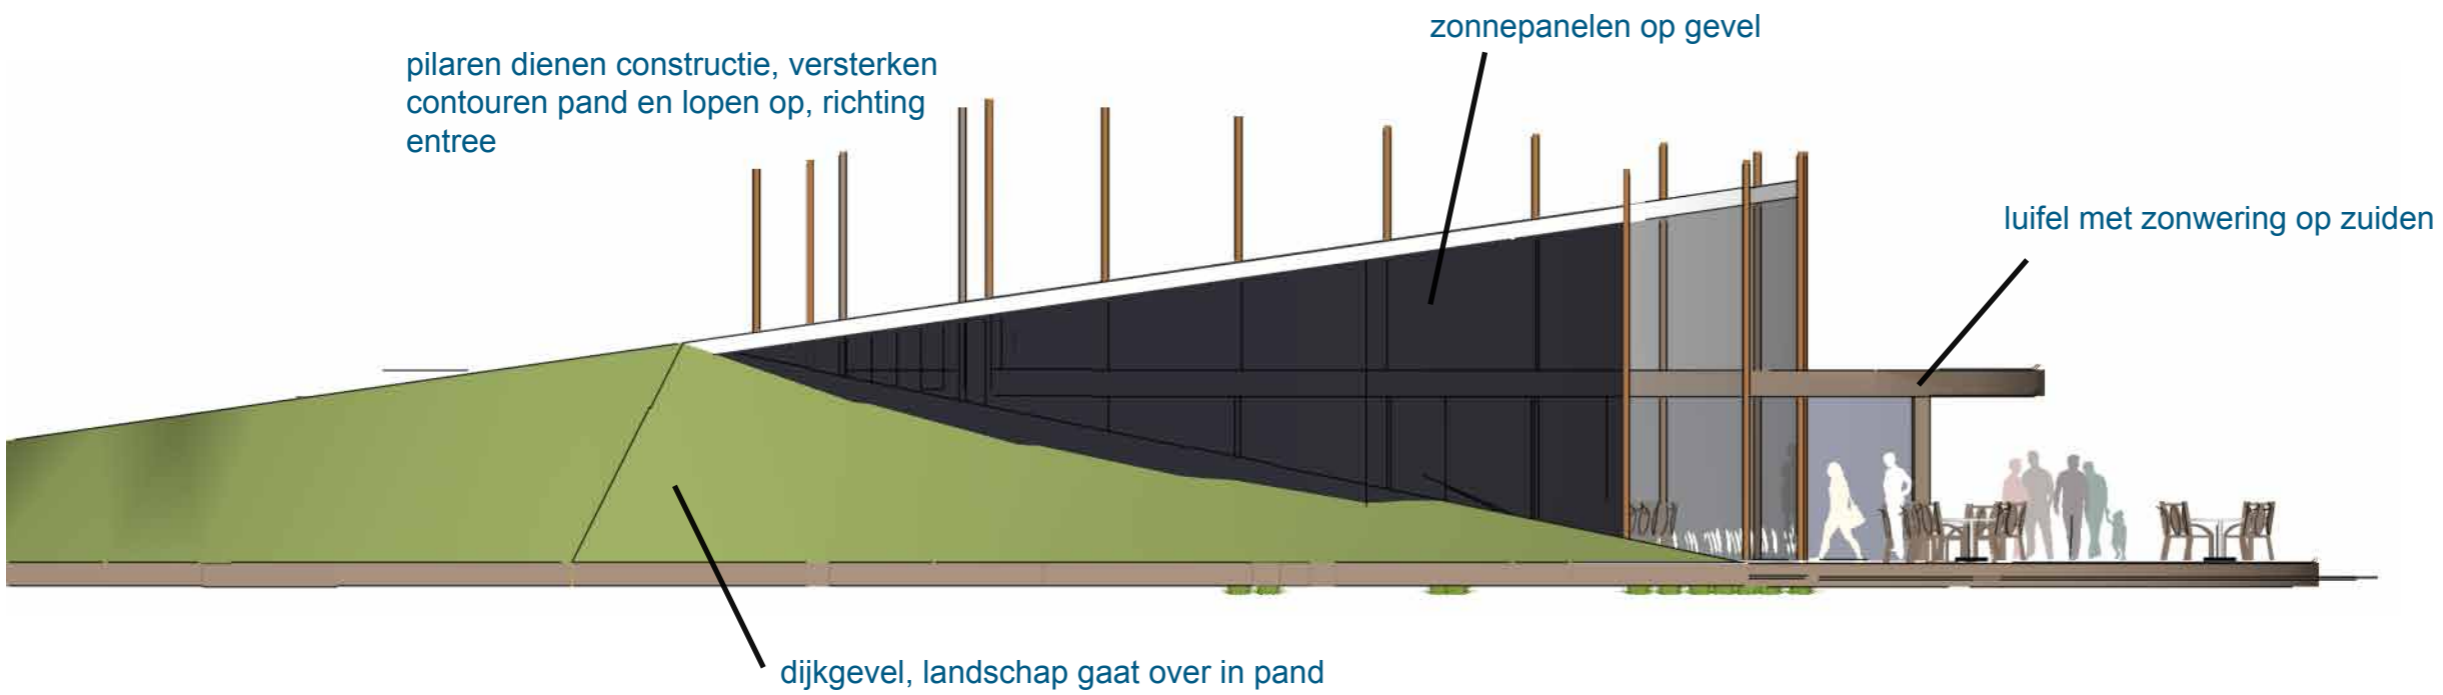 zonnepanelen op gevel
pilaren dienen constructie, versterken
contouren pand en lopen op, richting
entree
luifel met zonwering op zuiden
dijkgevel, landschap gaat over in pand